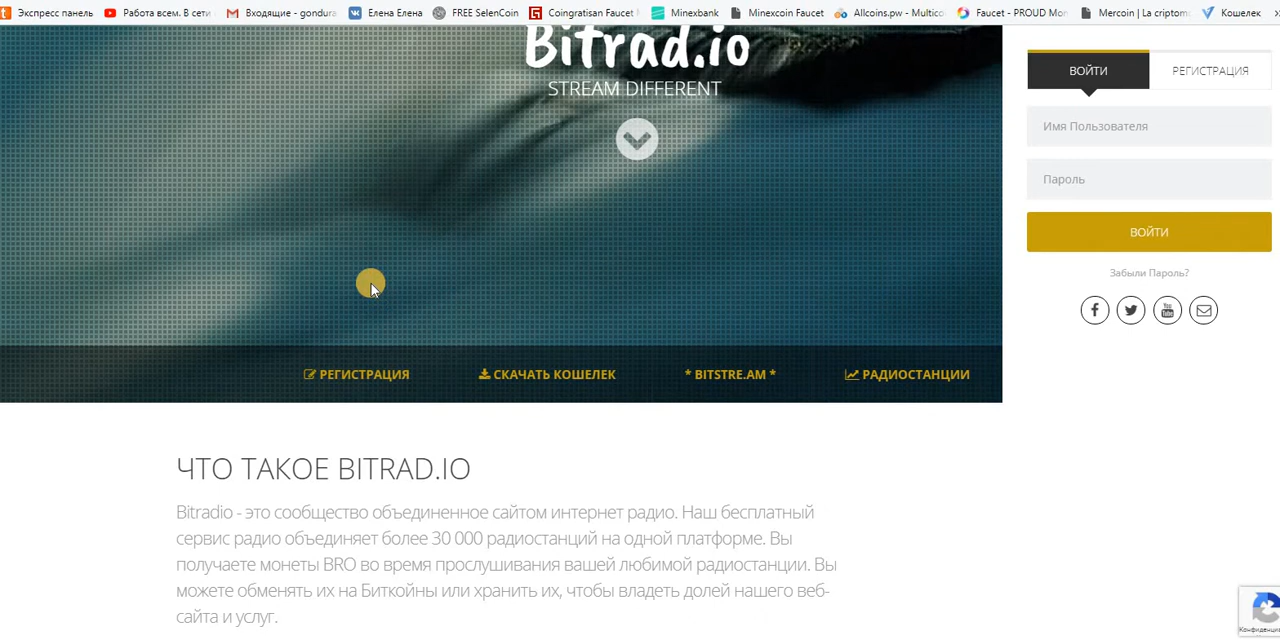 Экспресс панель Работа всем. В сети Входящие - gondura Елена Елена FREE SelenCoin Coingratisan Faucet Minexbank Minexcoin Faucet Allcoins.pw - Multico Faucet - PROUD Mon Mercoin | La criptom Кошелек
Bitrad.io
STREAM DIFFERENT
ВОЙТИ РЕГИСТРАЦИЯ
Имя Пользователя
Пароль
ВОЙТИ
Забыли Пароль?
You Tube
РЕГИСТРАЦИЯ СКАЧАТЬ КОШЕЛЕК * BITSTRE.AM * РАДИОСТАНЦИИ
ЧТО ТАКОЕ BITRAD.IO
Bitradio - это сообщество объединенное сайтом интернет радио. Наш бесплатный
сервис радио объединяет более 30 000 радиостанций на одной платформе. Вы
получаете монеты BRO во время прослушивания вашей любимой радиостанции. Вы
можете обменять их на Биткойны или хранить их, чтобы владеть долей нашего веб-
сайта и услуг.